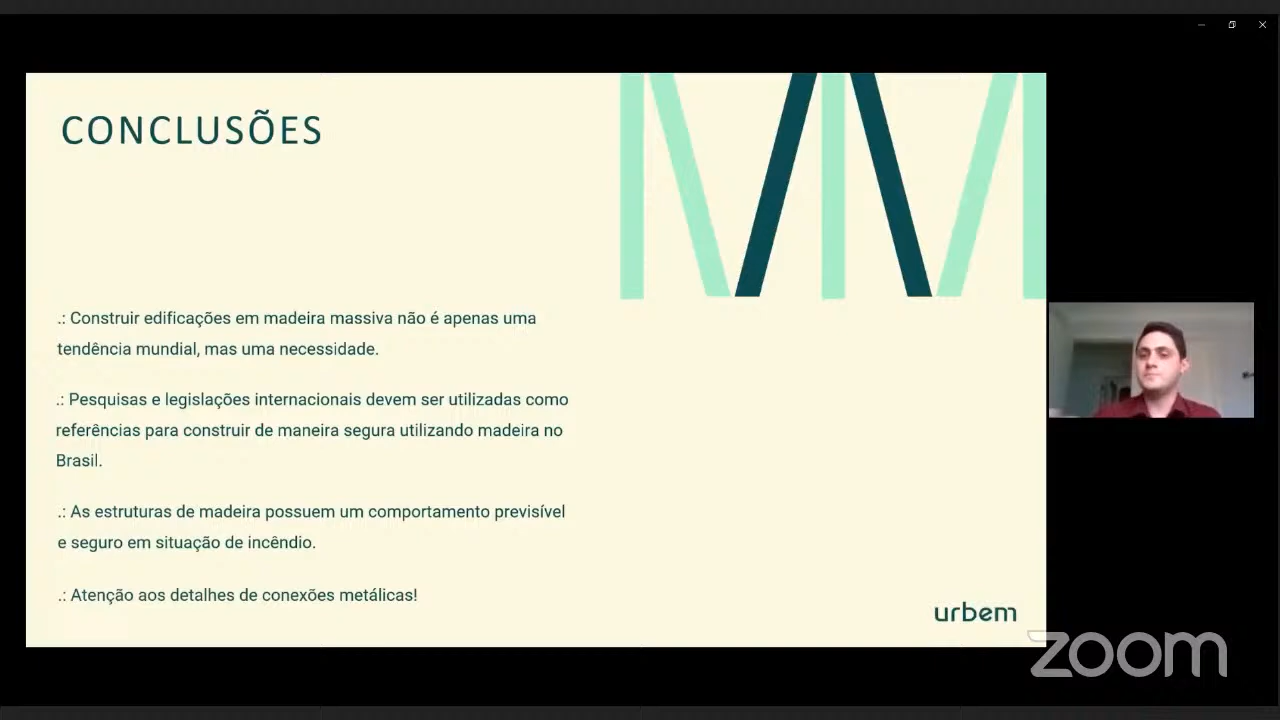 CONCLUSÕES
.: Construir edificações em madeira massiva não é apenas uma
tendência mundial, mas uma necessidade.
.: Pesquisas e legislações internacionais devem ser utilizadas como
referências para construir de maneira segura utilizando madeira no
Brasil.
.: As estruturas de madeira possuem um comportamento previsível
e seguro em situação de incêndio.
.: Atenção aos detalhes de conexões metálicas!
urbem
zoom